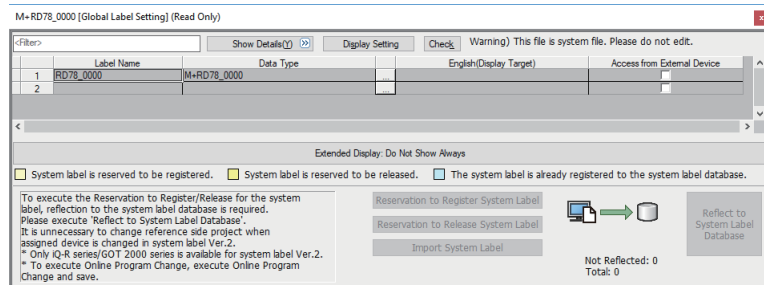 M+RD78_0000 [Global Label Setting] (Read Only)
<Filter>
Show Details(Y)
Display Setting
Check
Warning) This file is system file. Please do not edit.
Label Name
Data Type
English(Display Target)
Access from External Device
1
RD78_0000
M+RD78_0000
...
2
...
Extended Display: Do Not Show Always
System label is reserved to be registered.
System label is reserved to be released.
The system label is already registered to the system label database.
To execute the Reservation to Register/Release for the system
label, reflection to the system label database is required.
Please execute 'Reflect to System Label Database'.
It is unnecessary to change reference side project when
assigned device is changed in system label Ver.2.
* Only iQ-R series/GOT 2000 series is available for system label Ver.2.
* To execute Online Program Change, execute Online Program
Change and save.
Reservation to Register System Label
Reservation to Release System Label
Import System Label
Not Reflected: 0
Total: 0
Reflect to
System Label
Database